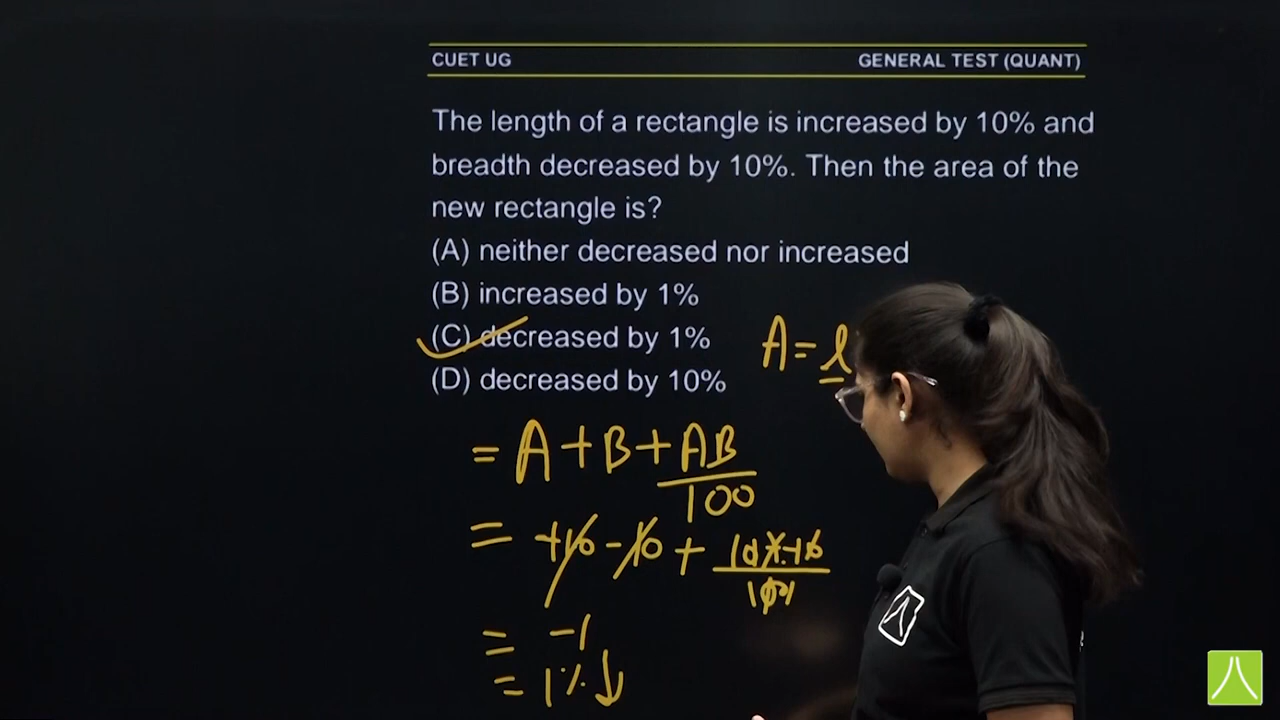 CUET UG GENERAL TEST (QUANT)
The length of a rectangle is increased by 10% and
breadth decreased by 10%. Then the area of the
new rectangle is?
(A) neither decreased nor increased
(B) increased by 1%
(C) decreased by 1%
(D) decreased by 10%
A = l
= A + B + AB/100
= +10 - 10 + 10 x -10/100
= -1
= 1% ↓